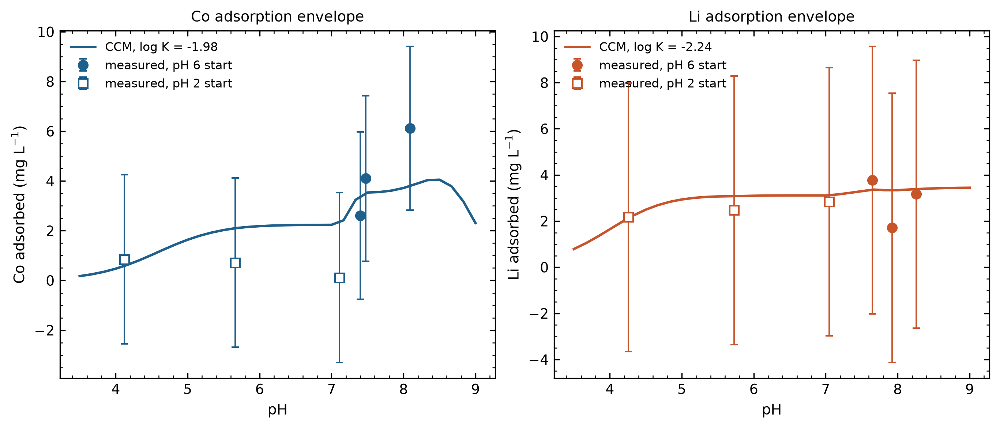 Co adsorption envelope
10
8
6
4
2
0
−2
Co adsorbed (mg L⁻¹)
CCM, log K = -1.98
measured, pH 6 start
measured, pH 2 start
4 5 6 7 8 9
pH
Li adsorption envelope
10
8
6
4
2
0
−2
−4
Li adsorbed (mg L⁻¹)
CCM, log K = -2.24
measured, pH 6 start
measured, pH 2 start
4 5 6 7 8 9
pH